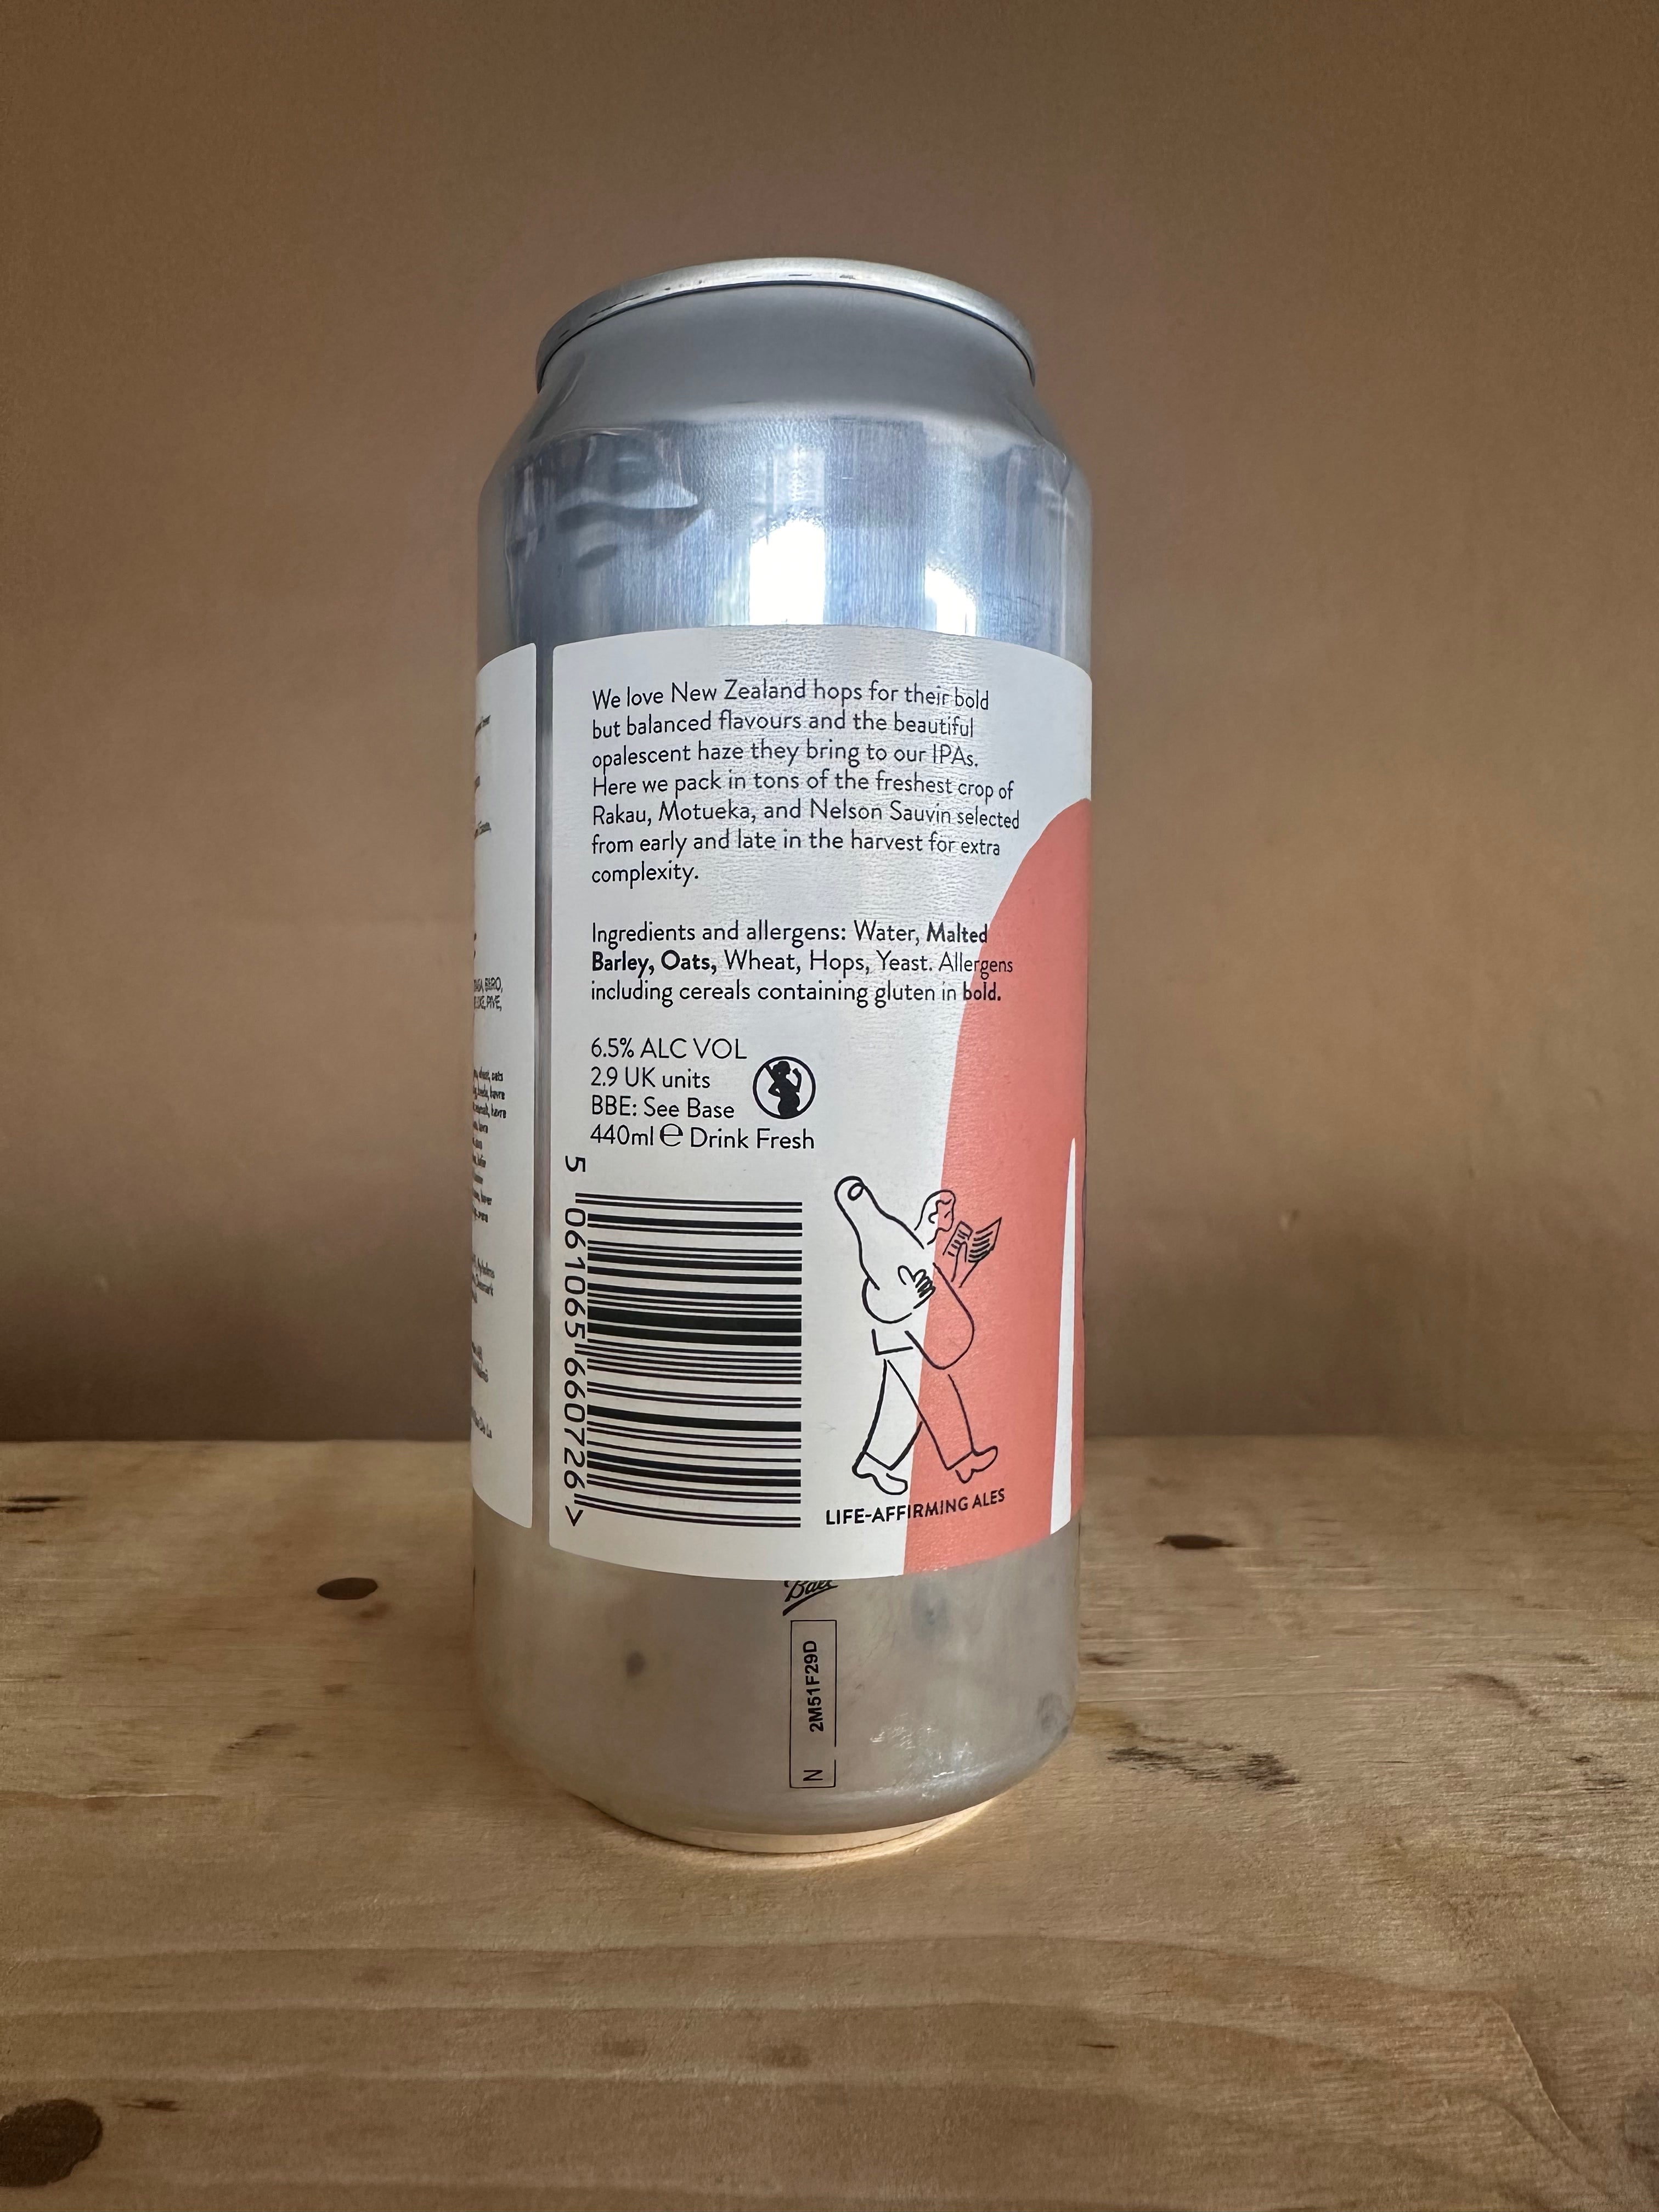 We love New Zealand hops for their bold
but balanced flavours and the beautiful
opalescent haze they bring to our IPAs.
Here we pack in tons of the freshest crop of
Rakau, Motueka, and Nelson Sauvin selected
from early and late in the harvest for extra
complexity.
Ingredients and allergens: Water, Malted
Barley, Oats, Wheat, Hops, Yeast. Allergens
including cereals containing gluten in bold.
6.5% ALC VOL
2.9 UK units
BBE: See Base
440ml ℮ Drink Fresh
5 061065 660726 >
LIFE-AFFIRMING ALES
Ball
N 2M51F29D
BIRO,
PIVE,